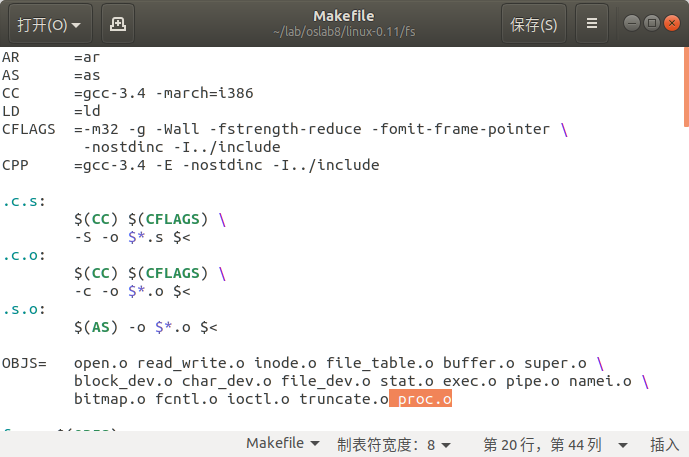 打开(O)
Makefile
~/lab/oslab8/linux-0.11/fs
保存(S)
AR =ar
AS =as
CC =gcc-3.4 -march=i386
LD =ld
CFLAGS =-m32 -g -Wall -fstrength-reduce -fomit-frame-pointer \
-nostdinc -I../include
CPP =gcc-3.4 -E -nostdinc -I../include
.c.s:
$(CC) $(CFLAGS) \
-S -o $*.s $<
.c.o:
$(CC) $(CFLAGS) \
-c -o $*.o $<
.s.o:
$(AS) -o $*.o $<
OBJS= open.o read_write.o inode.o file_table.o buffer.o super.o \
block_dev.o char_dev.o file_dev.o stat.o exec.o pipe.o namei.o \
bitmap.o fcntl.o ioctl.o truncate.o proc.o
Makefile 制表符宽度：8 第 20 行，第 44 列 插入